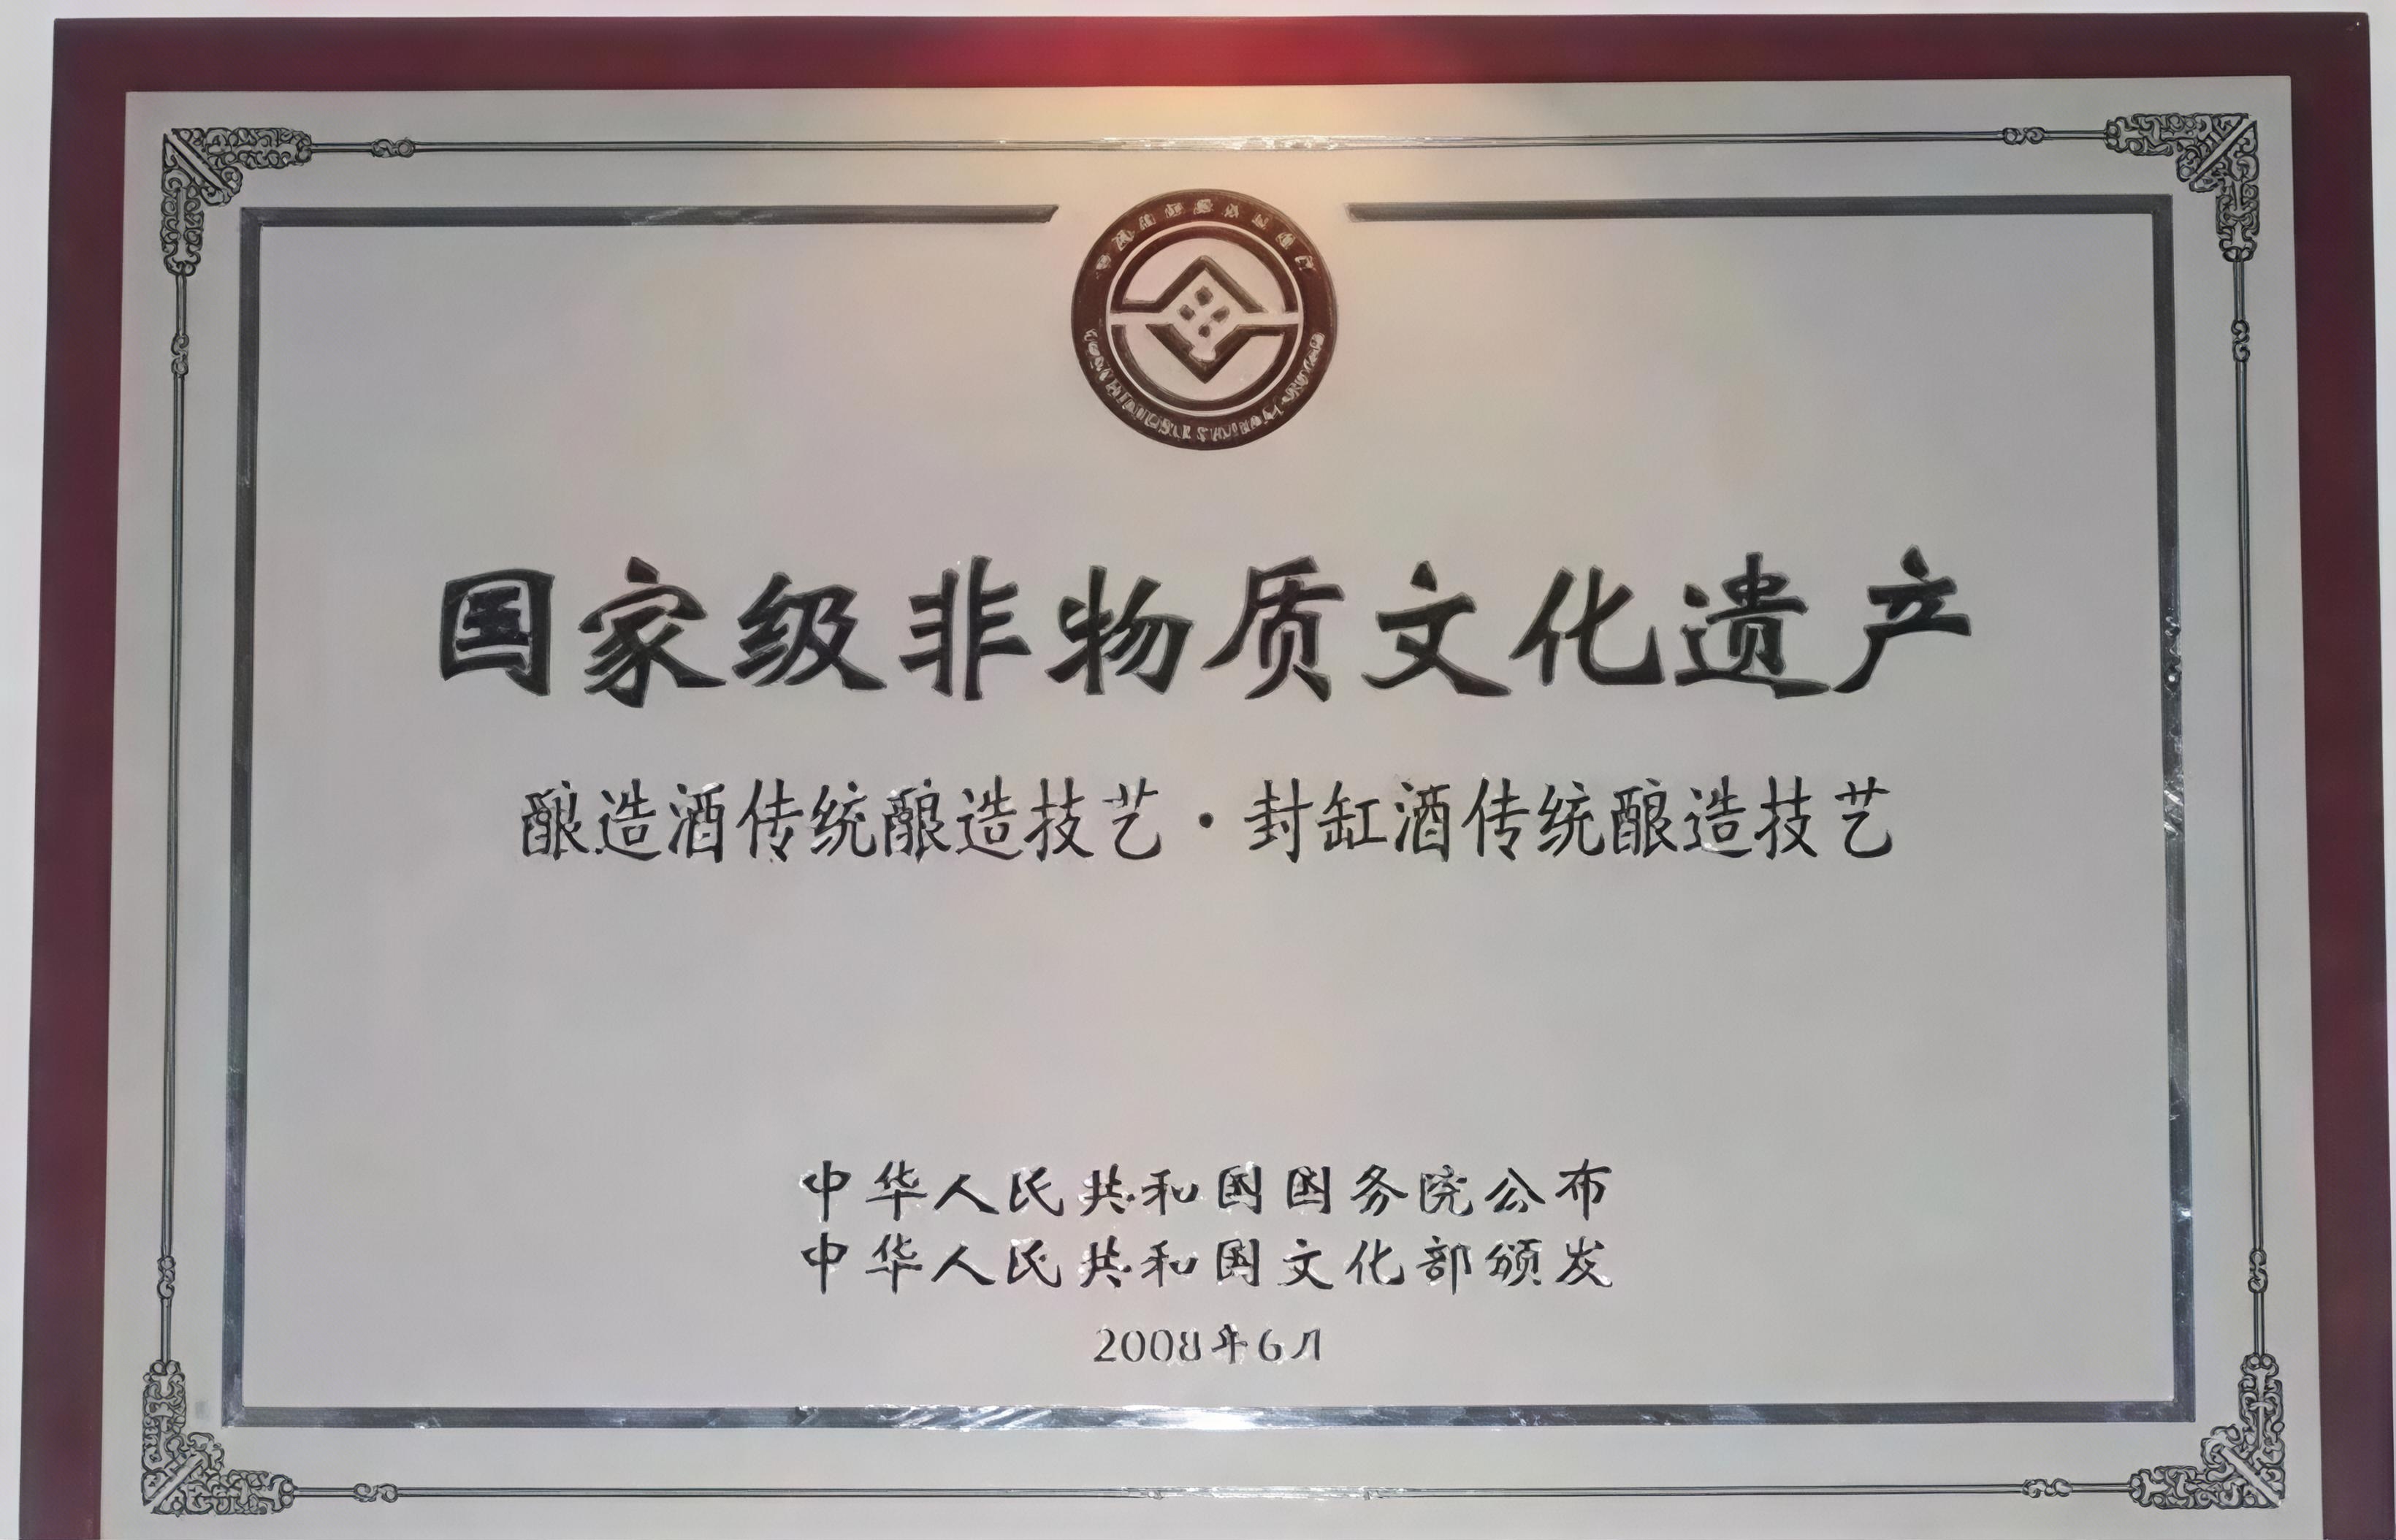 国家级非物质文化遗产
酿造酒传统酿造技艺·封缸酒传统酿造技艺
中华人民共和国国务院公布
中华人民共和国文化部颁发
2008年6月